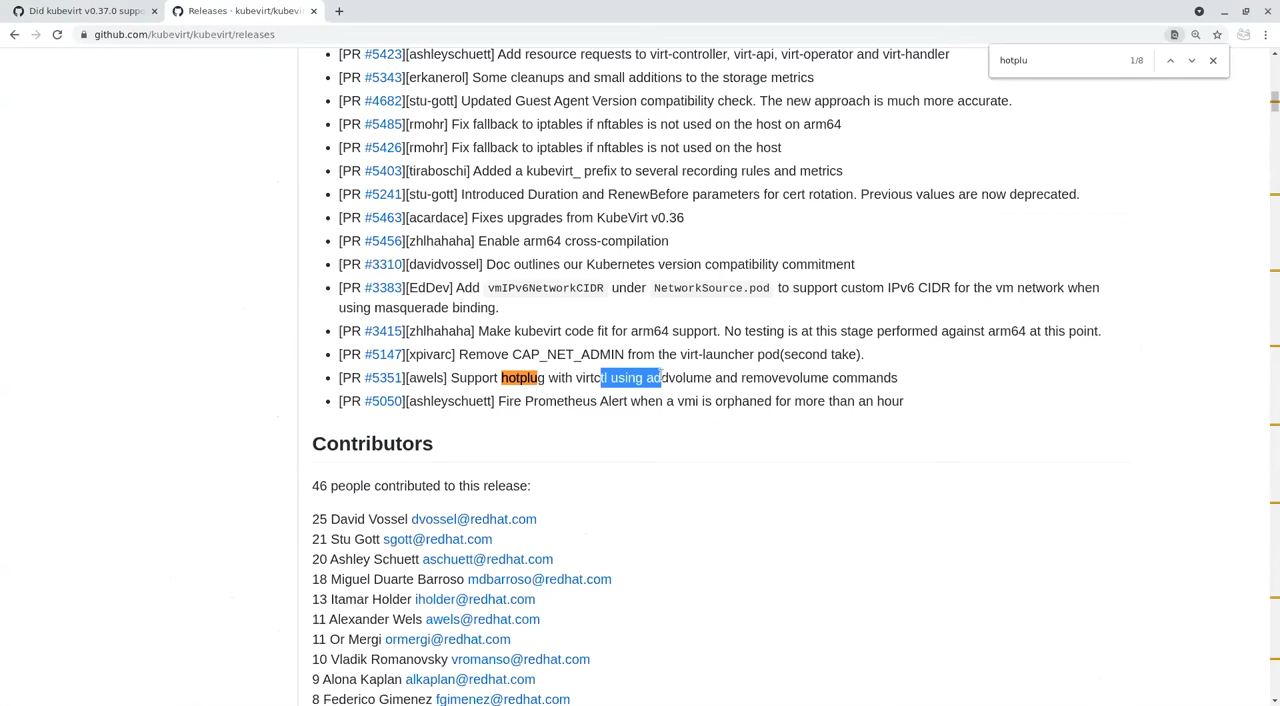 Did kubevirt v0.37.0 suppo
Releases · kubevirt/kubevi
github.com/kubevirt/kubevirt/releases
hotplu
1/8
[PR #5423][ashleyschuett] Add resource requests to virt-controller, virt-api, virt-operator and virt-handler
[PR #5343][erkanerol] Some cleanups and small additions to the storage metrics
[PR #4682][stu-gott] Updated Guest Agent Version compatibility check. The new approach is much more accurate.
[PR #5485][rmohr] Fix fallback to iptables if nftables is not used on the host on arm64
[PR #5426][rmohr] Fix fallback to iptables if nftables is not used on the host
[PR #5403][tiraboschi] Added a kubevirt_ prefix to several recording rules and metrics
[PR #5241][stu-gott] Introduced Duration and RenewBefore parameters for cert rotation. Previous values are now deprecated.
[PR #5463][acardace] Fixes upgrades from KubeVirt v0.36
[PR #5456][zhlhahaha] Enable arm64 cross-compilation
[PR #3310][davidvossel] Doc outlines our Kubernetes version compatibility commitment
[PR #3383][EdDev] Add vmIPv6NetworkCIDR under NetworkSource.pod to support custom IPv6 CIDR for the vm network when
using masquerade binding.
[PR #3415][zhlhahaha] Make kubevirt code fit for arm64 support. No testing is at this stage performed against arm64 at this point.
[PR #5147][xpivarc] Remove CAP_NET_ADMIN from the virt-launcher pod(second take).
[PR #5351][awels] Support hotplug with virtctl using addvolume and removevolume commands
[PR #5050][ashleyschuett] Fire Prometheus Alert when a vmi is orphaned for more than an hour
Contributors
46 people contributed to this release:
25 David Vossel dvossel@redhat.com
21 Stu Gott sgott@redhat.com
20 Ashley Schuett aschuett@redhat.com
18 Miguel Duarte Barroso mdbarroso@redhat.com
13 Itamar Holder iholder@redhat.com
11 Alexander Wels awels@redhat.com
11 Or Mergi ormergi@redhat.com
10 Vladik Romanovsky vromanso@redhat.com
9 Alona Kaplan alkaplan@redhat.com
8 Federico Gimenez fgimenez@redhat.com